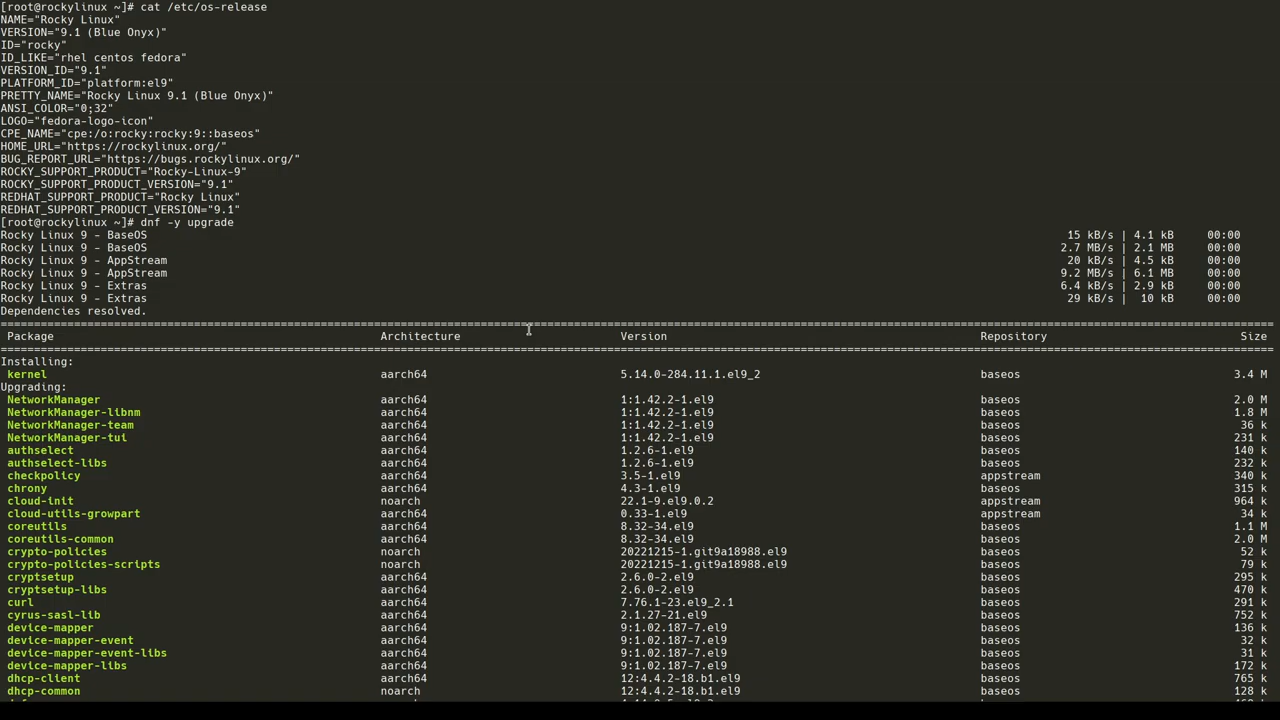 [root@rockylinux ~]# cat /etc/os-release
NAME="Rocky Linux"
VERSION="9.1 (Blue Onyx)"
ID="rocky"
ID_LIKE="rhel centos fedora"
VERSION_ID="9.1"
PLATFORM_ID="platform:el9"
PRETTY_NAME="Rocky Linux 9.1 (Blue Onyx)"
ANSI_COLOR="0;32"
LOGO="fedora-logo-icon"
CPE_NAME="cpe:/o:rocky:rocky:9::baseos"
HOME_URL="https://rockylinux.org/"
BUG_REPORT_URL="https://bugs.rockylinux.org/"
ROCKY_SUPPORT_PRODUCT="Rocky-Linux-9"
ROCKY_SUPPORT_PRODUCT_VERSION="9.1"
REDHAT_SUPPORT_PRODUCT="Rocky Linux"
REDHAT_SUPPORT_PRODUCT_VERSION="9.1"
[root@rockylinux ~]# dnf -y upgrade
Rocky Linux 9 - BaseOS 15 kB/s | 4.1 kB 00:00
Rocky Linux 9 - BaseOS 2.7 MB/s | 2.1 MB 00:00
Rocky Linux 9 - AppStream 20 kB/s | 4.5 kB 00:00
Rocky Linux 9 - AppStream 9.2 MB/s | 6.1 MB 00:00
Rocky Linux 9 - Extras 6.4 kB/s | 2.9 kB 00:00
Rocky Linux 9 - Extras 29 kB/s | 10 kB 00:00
Dependencies resolved.
Package Architecture Version Repository Size
Installing:
kernel aarch64 5.14.0-284.11.1.el9_2 baseos 3.4 M
Upgrading:
NetworkManager aarch64 1:1.42.2-1.el9 baseos 2.0 M
NetworkManager-libnm aarch64 1:1.42.2-1.el9 baseos 1.8 M
NetworkManager-team aarch64 1:1.42.2-1.el9 baseos 36 k
NetworkManager-tui aarch64 1:1.42.2-1.el9 baseos 231 k
authselect aarch64 1.2.6-1.el9 baseos 140 k
authselect-libs aarch64 1.2.6-1.el9 baseos 232 k
checkpolicy aarch64 3.5-1.el9 appstream 340 k
chrony aarch64 4.3-1.el9 baseos 315 k
cloud-init noarch 22.1-9.el9.0.2 appstream 964 k
cloud-utils-growpart aarch64 0.33-1.el9 appstream 34 k
coreutils aarch64 8.32-34.el9 baseos 1.1 M
coreutils-common aarch64 8.32-34.el9 baseos 2.0 M
crypto-policies noarch 20221215-1.git9a18988.el9 baseos 52 k
crypto-policies-scripts noarch 20221215-1.git9a18988.el9 baseos 79 k
cryptsetup aarch64 2.6.0-2.el9 baseos 295 k
cryptsetup-libs aarch64 2.6.0-2.el9 baseos 470 k
curl aarch64 7.76.1-23.el9_2.1 baseos 291 k
cyrus-sasl-lib aarch64 2.1.27-21.el9 baseos 752 k
device-mapper aarch64 9:1.02.187-7.el9 baseos 136 k
device-mapper-event aarch64 9:1.02.187-7.el9 baseos 32 k
device-mapper-event-libs aarch64 9:1.02.187-7.el9 baseos 31 k
device-mapper-libs aarch64 9:1.02.187-7.el9 baseos 172 k
dhcp-client aarch64 12:4.4.2-18.b1.el9 baseos 765 k
dhcp-common noarch 12:4.4.2-18.b1.el9 baseos 128 k